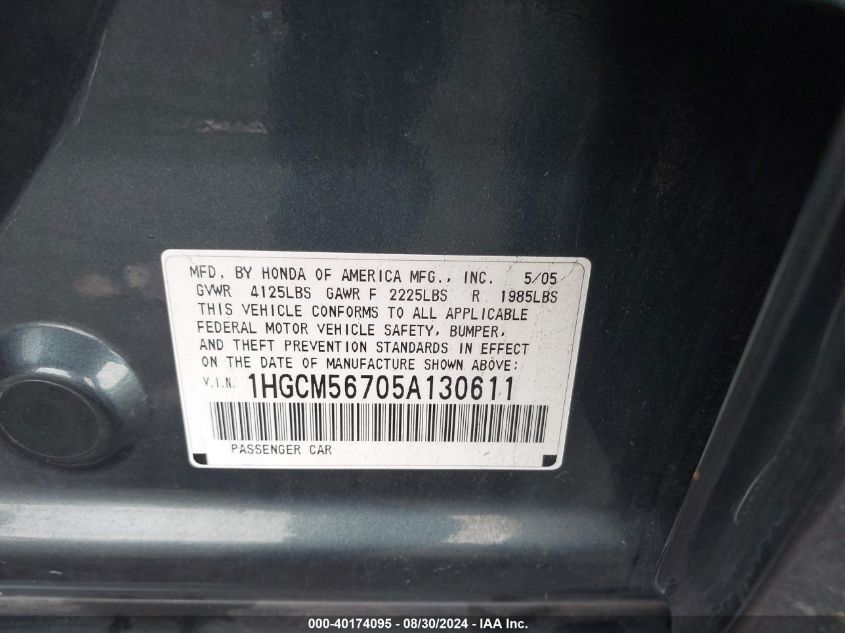 MFD. BY HONDA OF AMERICA MFG., INC. 5/05
GVWR 4125LBS GAWR F 2225LBS R 1985LBS
THIS VEHICLE CONFORMS TO ALL APPLICABLE
FEDERAL MOTOR VEHICLE SAFETY, BUMPER,
AND THEFT PREVENTION STANDARDS IN EFFECT
ON THE DATE OF MANUFACTURE SHOWN ABOVE:
V.I.N. 1HGCM56705A130611
PASSENGER CAR
000-40174095 - 08/30/2024 - © IAA, Inc.